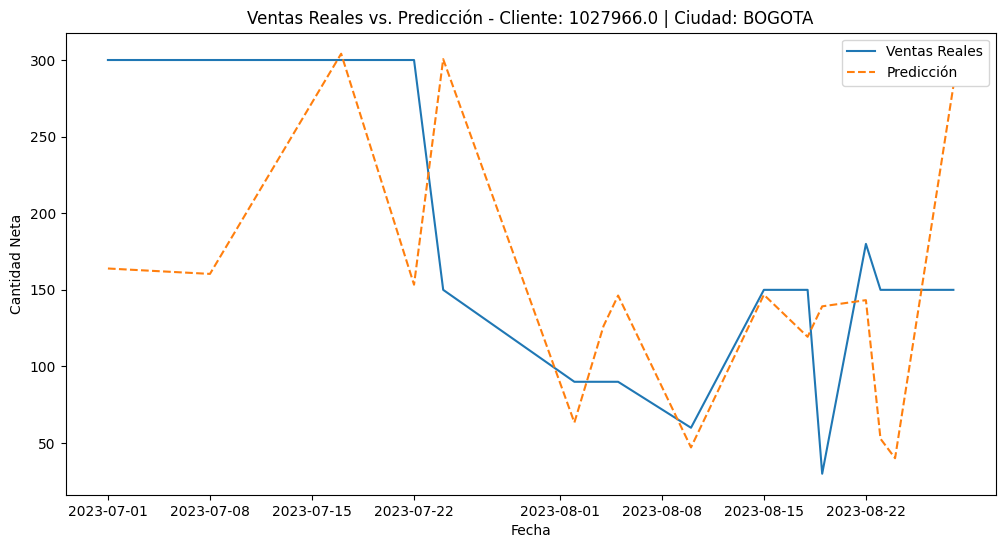 Ventas Reales vs. Predicción - Cliente: 1027966.0 | Ciudad: BOGOTA
Ventas Reales
Predicción
300
250
200
150
100
50
Cantidad Neta
2023-07-01 2023-07-08 2023-07-15 2023-07-22 2023-08-01 2023-08-08 2023-08-15 2023-08-22
Fecha